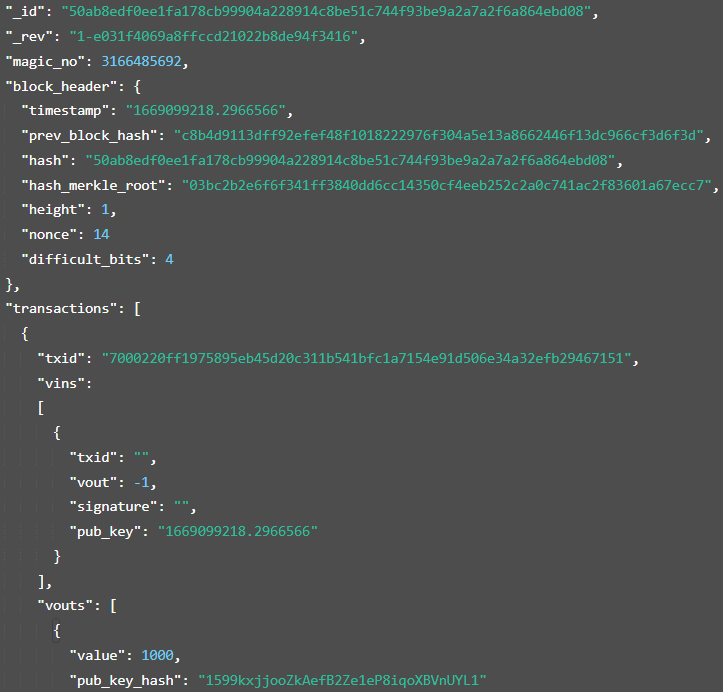 "_id": "50ab8edf0ee1fa178cb99904a228914c8be51c744f93be9a2a7a2f6a864ebd08",
"_rev": "1-e031f4069a8ffccd21022b8de94f3416",
"magic_no": 3166485692,
"block_header": {
"timestamp": "1669099218.2966566",
"prev_block_hash": "c8b4d9113dff92efef48f1018222976f304a5e13a8662446f13dc966cf3d6f3d",
"hash": "50ab8edf0ee1fa178cb99904a228914c8be51c744f93be9a2a7a2f6a864ebd08",
"hash_merkle_root": "03bc2b2e6f6f341ff3840dd6cc14350cf4eeb252c2a0c741ac2f83601a67ecc7",
"height": 1,
"nonce": 14
"difficult_bits": 4
},
"transactions": [
{
"txid": "7000220ff1975895eb45d20c311b541bfc1a7154e91d506e34a32efb29467151",
"vins":
[
{
"txid": "",
"vout": -1,
"signature": "",
"pub_key": "1669099218.2966566"
}
],
"vouts": [
{
"value": 1000,
"pub_key_hash": "1599kxjjooZkAefB2Ze1eP8iqoXBVnUYL1"